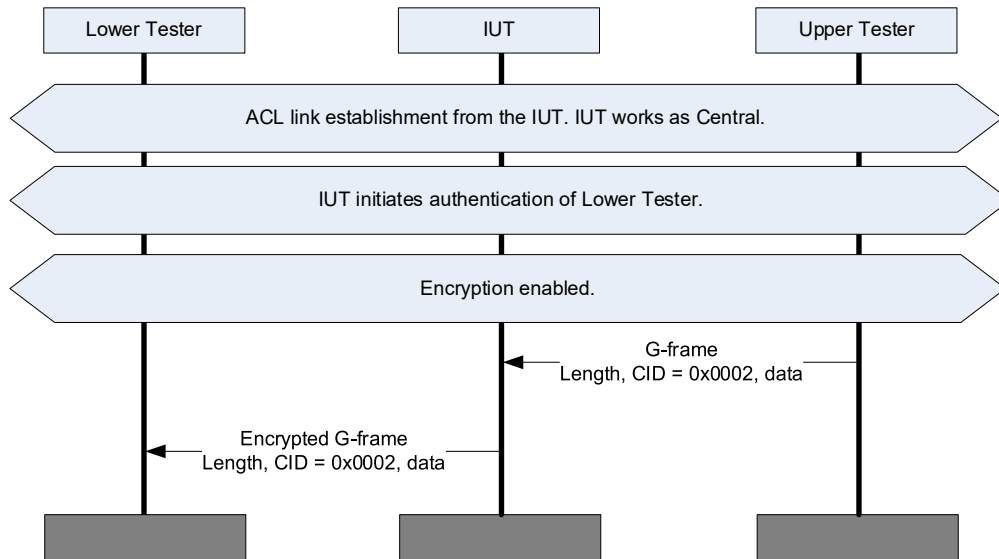 Lower Tester
IUT
Upper Tester
ACL link establishment from the IUT. IUT works as Central.
IUT initiates authentication of Lower Tester.
Encryption enabled.
G-frame
Length, CID = 0x0002, data
Encrypted G-frame
Length, CID = 0x0002, data